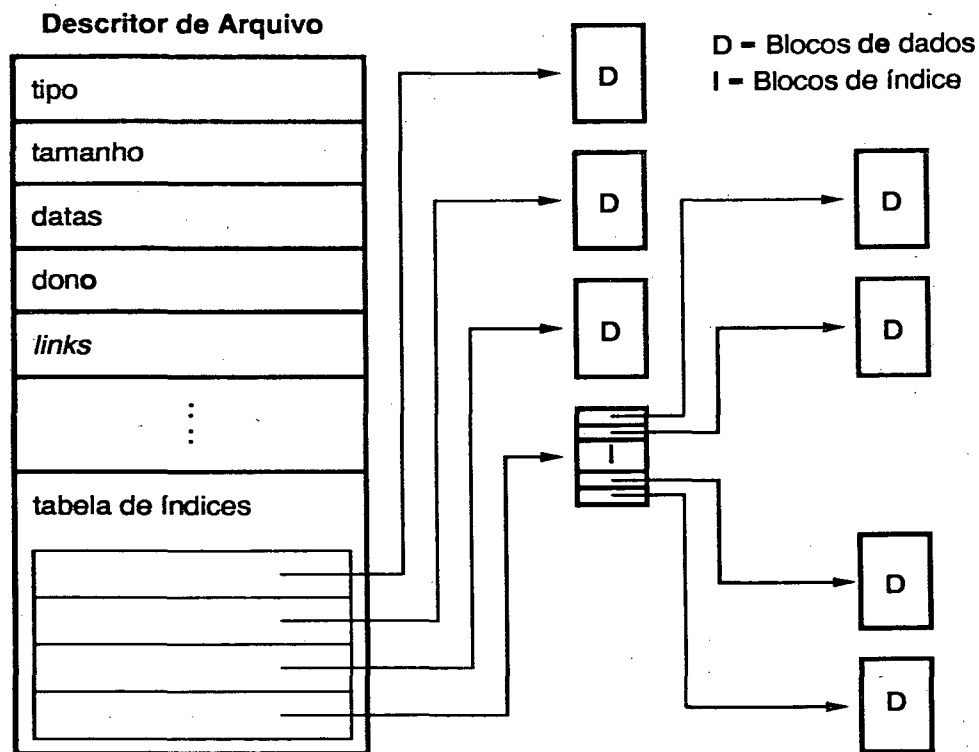 Descritor de Arquivo
tipo
tamanho
datas
dono
links
tabela de índices
D
D
D
I
D = Blocos de dados
I = Blocos de índice
D
D
D
D